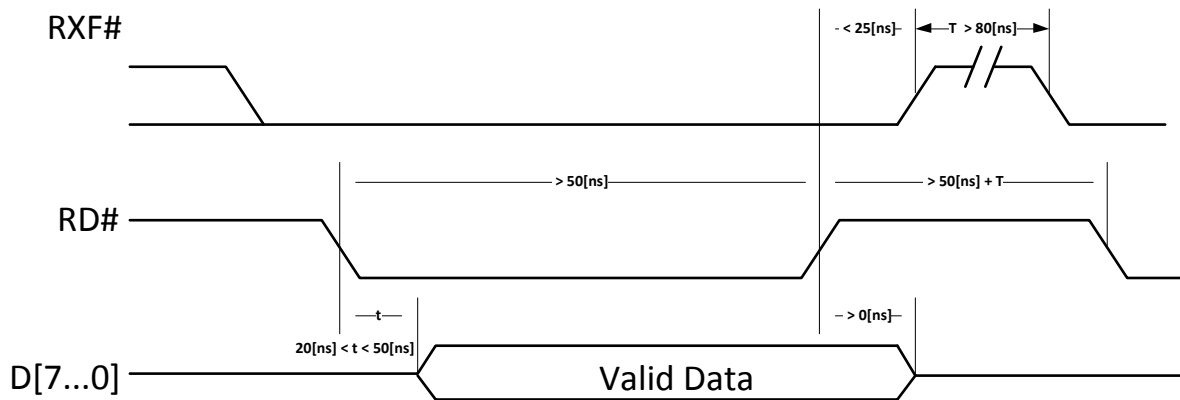 RXF#
< 25[ns]
T > 80[ns]
> 50[ns]
> 50[ns] + T
RD#
t
> 0[ns]
20[ns] < t < 50[ns]
D[7...0]
Valid Data